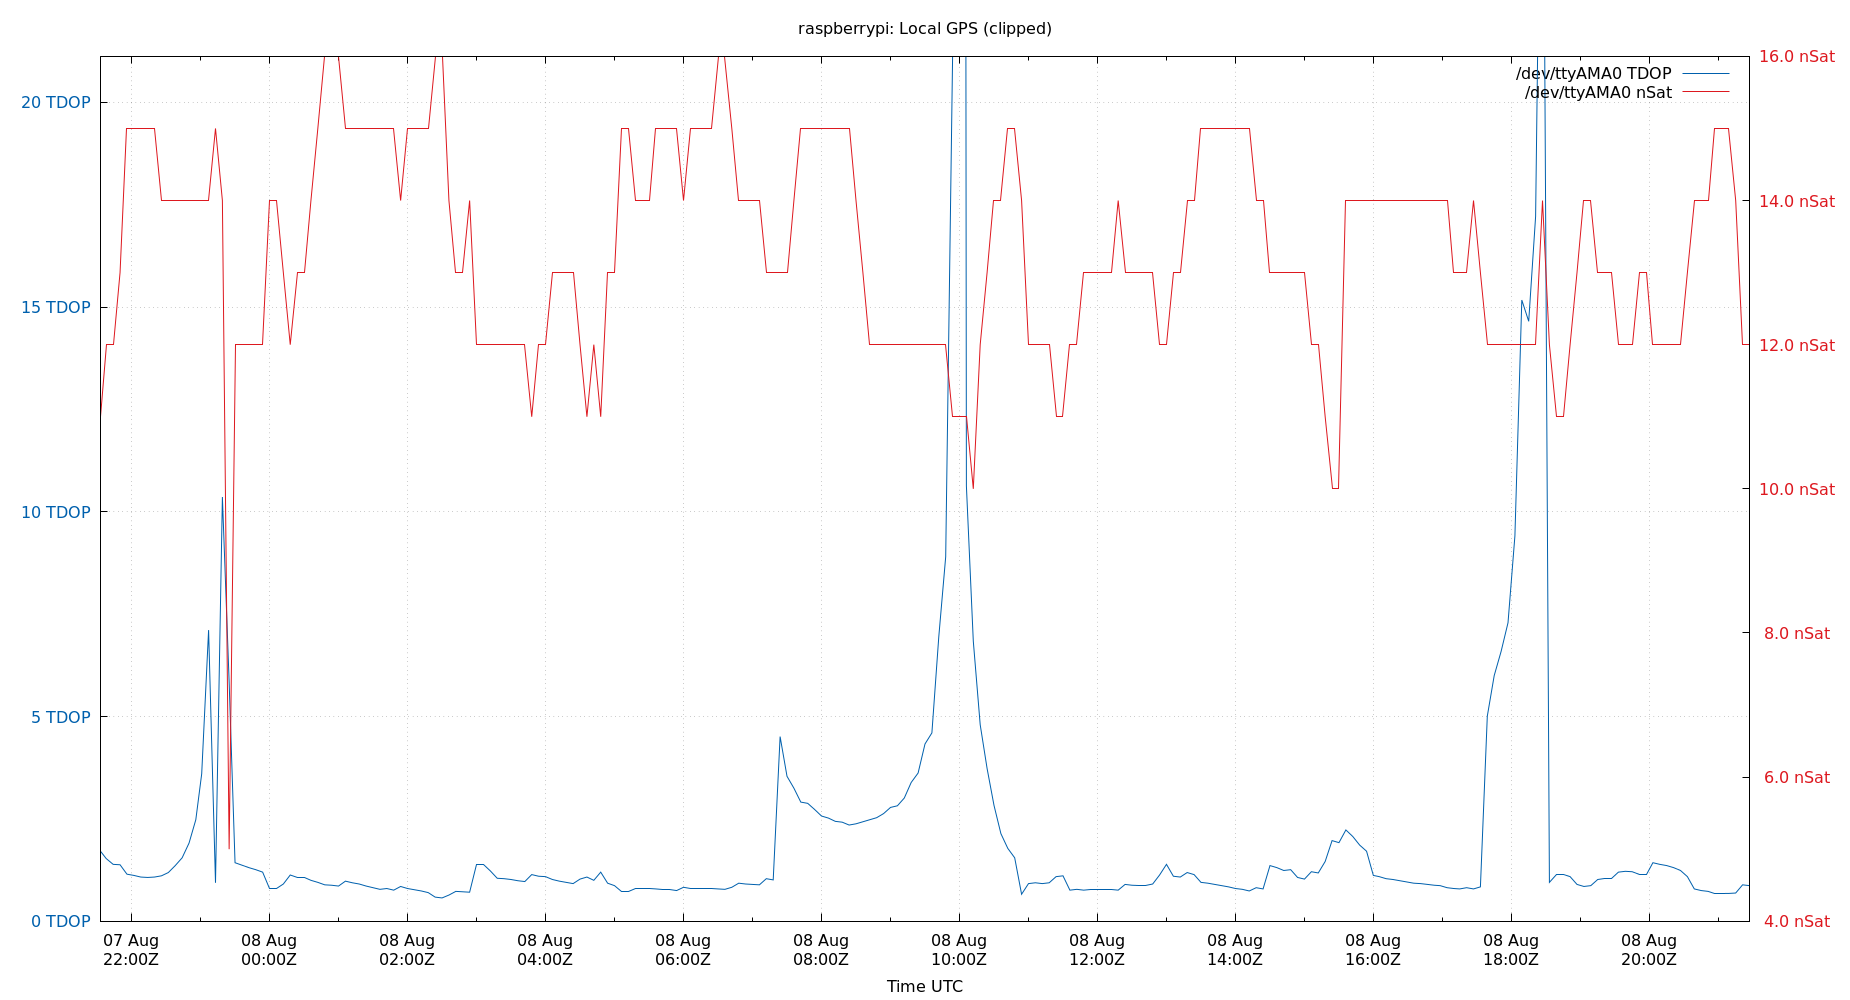 raspberrypi: Local GPS (clipped)
/dev/ttyAMA0 TDOP
/dev/ttyAMA0 nSat
20 TDOP
15 TDOP
10 TDOP
5 TDOP
0 TDOP
16.0 nSat
14.0 nSat
12.0 nSat
10.0 nSat
8.0 nSat
6.0 nSat
4.0 nSat
07 Aug 08 Aug 08 Aug 08 Aug 08 Aug 08 Aug 08 Aug 08 Aug 08 Aug 08 Aug 08 Aug 08 Aug
22:00Z 00:00Z 02:00Z 04:00Z 06:00Z 08:00Z 10:00Z 12:00Z 14:00Z 16:00Z 18:00Z 20:00Z
Time UTC